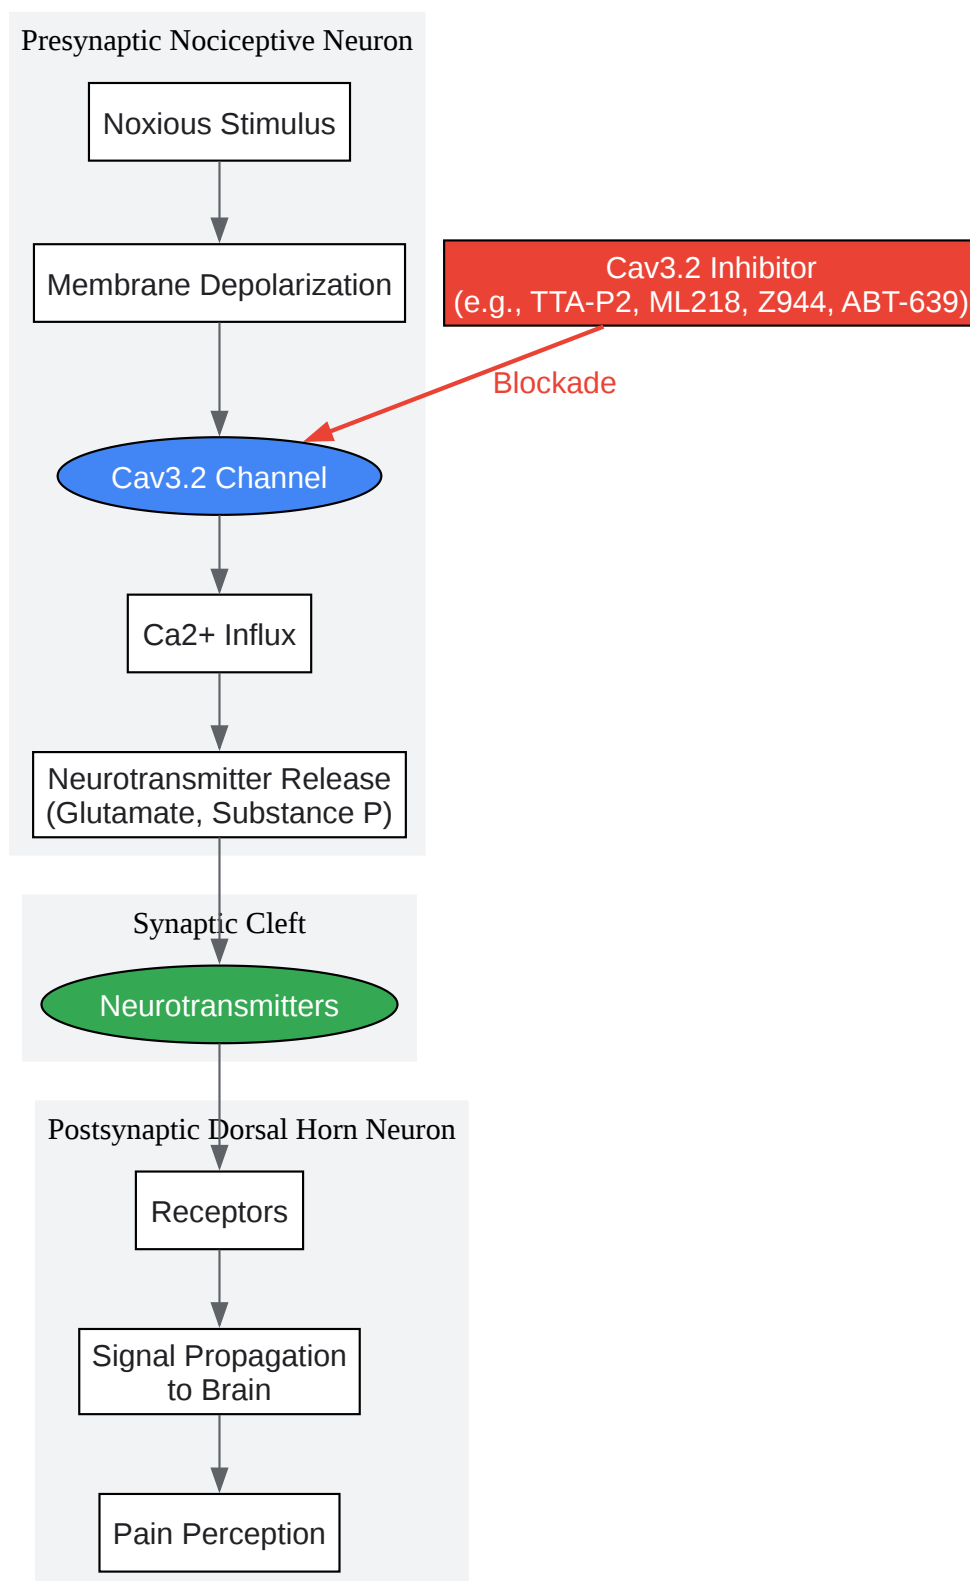 Presynaptic Nociceptive Neuron
Noxious Stimulus
Membrane Depolarization
Cav3.2 Inhibitor
(e.g., TTA-P2, ML218, Z944, ABT-639)
Blockade
Cav3.2 Channel
Ca2+ Influx
Neurotransmitter Release
(Glutamate, Substance P)
Synaptic Cleft
Neurotransmitters
Postsynaptic Dorsal Horn Neuron
Receptors
Signal Propagation
to Brain
Pain Perception